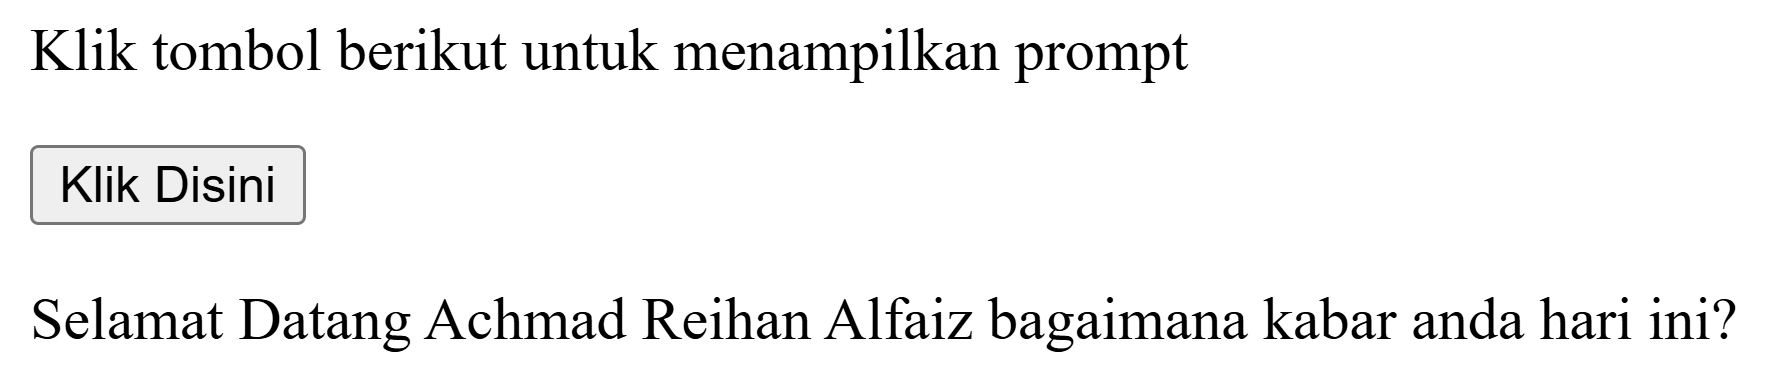 Klik tombol berikut untuk menampilkan prompt
Klik Disini
Selamat Datang Achmad Reihan Alfaiz bagaimana kabar anda hari ini?